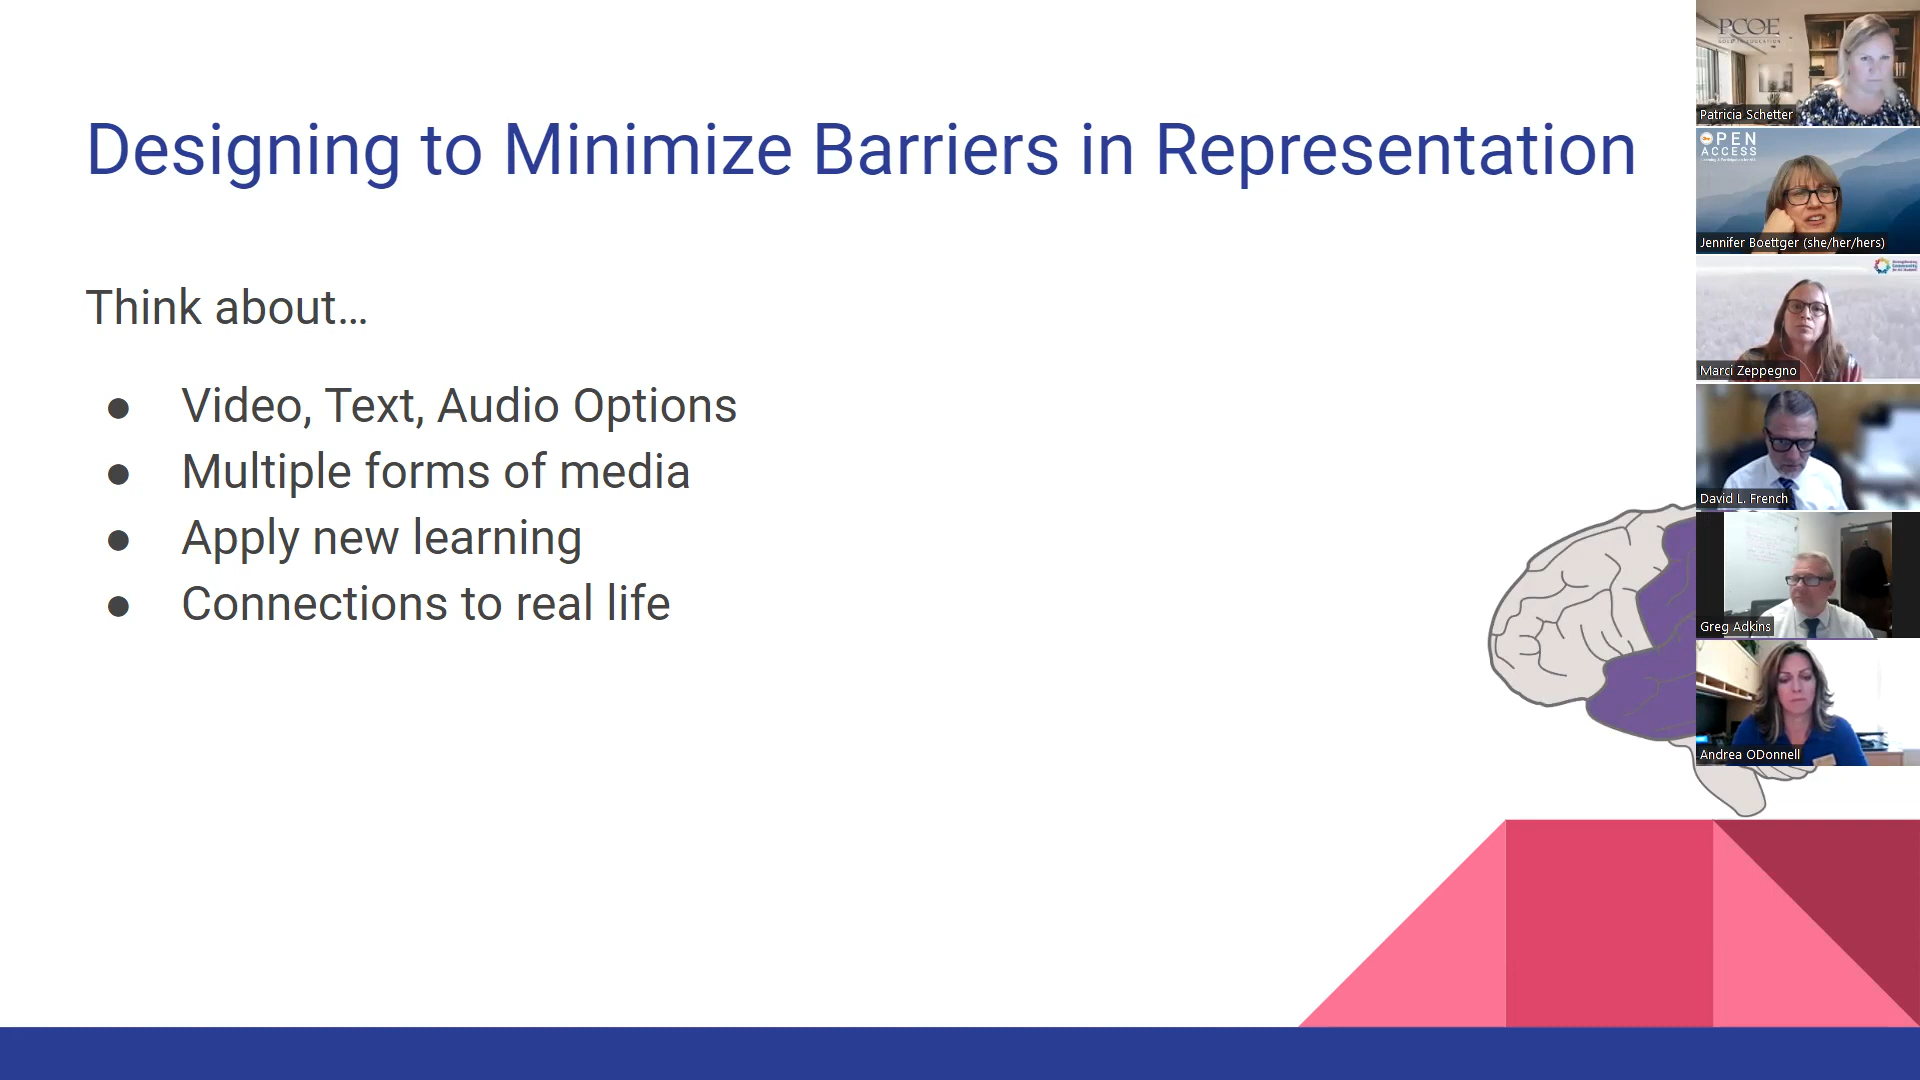 Designing to Minimize Barriers in Representation
Think about…
● Video, Text, Audio Options
● Multiple forms of media
● Apply new learning
● Connections to real life
PCOE
Patricia Schetter
OPEN
ACCESS
Jennifer Boettger (she/her/hers)
Marci Zeppegno
David L. French
Greg Adkins
Andrea ODonnell